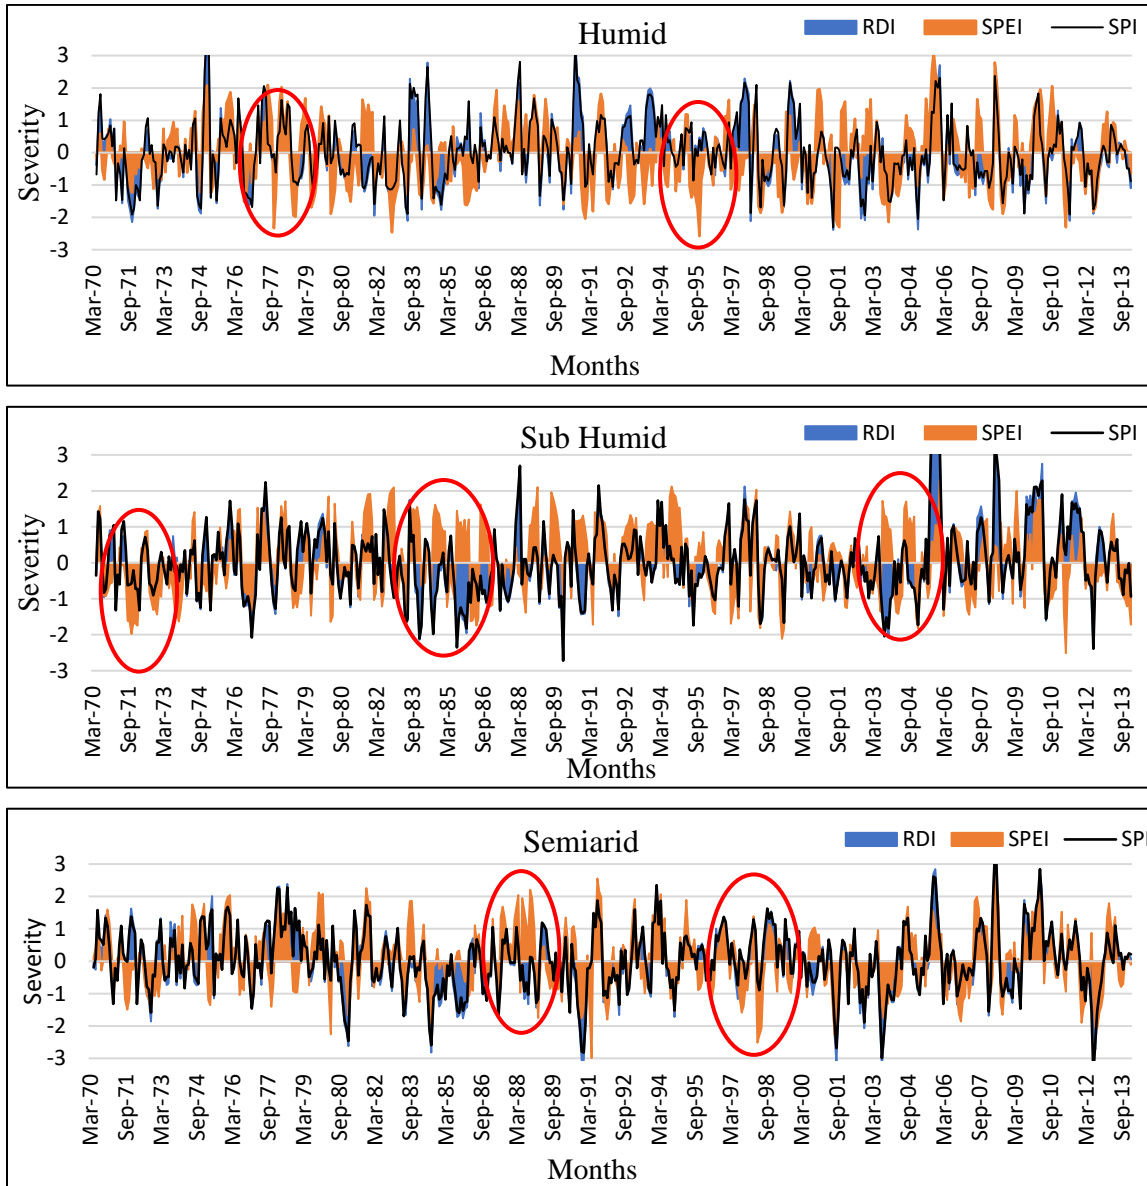 Humid
RDI SPEI SPI
3
2
1
0
-1
-2
-3
Severity
Mar-70 Sep-71 Mar-73 Sep-74 Mar-76 Sep-77 Mar-79 Sep-80 Mar-82 Sep-83 Mar-85 Sep-86 Mar-88 Sep-89 Mar-91 Sep-92 Mar-94 Sep-95 Mar-97 Sep-98 Mar-00 Sep-01 Mar-03 Sep-04 Mar-06 Sep-07 Mar-09 Sep-10 Mar-12 Sep-13
Months
Sub Humid
RDI SPEI SPI
3
2
1
0
-1
-2
-3
Severity
Mar-70 Sep-71 Mar-73 Sep-74 Mar-76 Sep-77 Mar-79 Sep-80 Mar-82 Sep-83 Mar-85 Sep-86 Mar-88 Sep-89 Mar-91 Sep-92 Mar-94 Sep-95 Mar-97 Sep-98 Mar-00 Sep-01 Mar-03 Sep-04 Mar-06 Sep-07 Mar-09 Sep-10 Mar-12 Sep-13
Months
Semiarid
RDI SPEI SPI
3
2
1
0
-1
-2
-3
Severity
Mar-70 Sep-71 Mar-73 Sep-74 Mar-76 Sep-77 Mar-79 Sep-80 Mar-82 Sep-83 Mar-85 Sep-86 Mar-88 Sep-89 Mar-91 Sep-92 Mar-94 Sep-95 Mar-97 Sep-98 Mar-00 Sep-01 Mar-03 Sep-04 Mar-06 Sep-07 Mar-09 Sep-10 Mar-12 Sep-13
Months